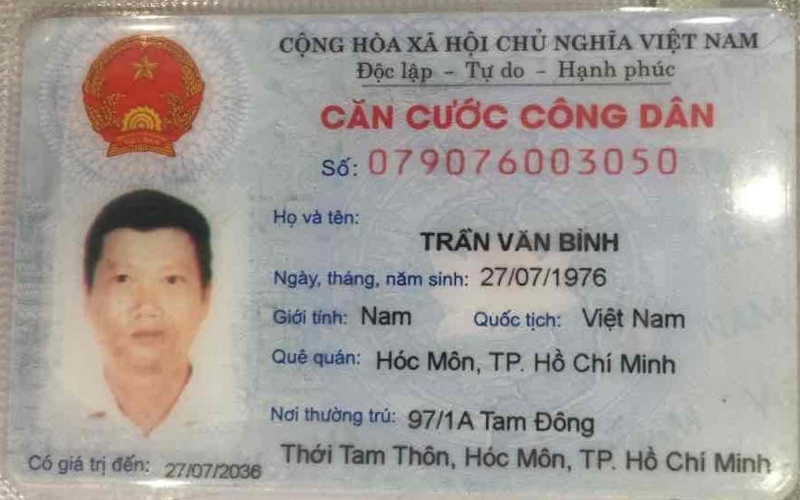 CỘNG HÒA XÃ HỘI CHỦ NGHĨA VIỆT NAM
Độc lập - Tự do - Hạnh phúc
CĂN CƯỚC CÔNG DÂN
Số: 079076003050
Họ và tên:
TRẦN VĂN BÌNH
Ngày, tháng, năm sinh: 27/07/1976
Giới tính: Nam Quốc tịch: Việt Nam
Quê quán: Hóc Môn, TP. Hồ Chí Minh
Nơi thường trú: 97/1A Tam Đông
Thới Tam Thôn, Hóc Môn, TP. Hồ Chí Minh
Có giá trị đến: 27/07/2036